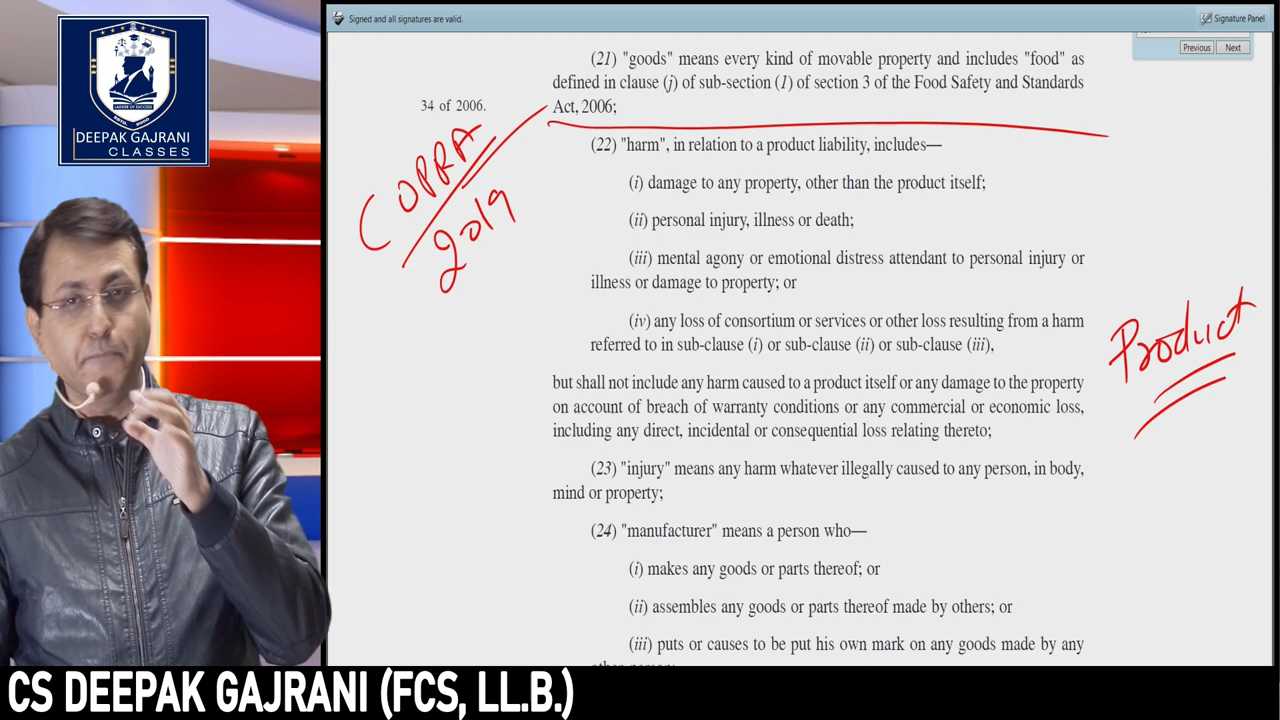 Signed and all signatures are valid.
Signature Panel
Previous Next
DEEPAK GAJRANI
CLASSES
(21) "goods" means every kind of movable property and includes "food" as
defined in clause (j) of sub-section (1) of section 3 of the Food Safety and Standards
34 of 2006.
Act, 2006;
COPRA
2019
(22) "harm", in relation to a product liability, includes—
(i) damage to any property, other than the product itself;
(ii) personal injury, illness or death;
(iii) mental agony or emotional distress attendant to personal injury or
illness or damage to property; or
(iv) any loss of consortium or services or other loss resulting from a harm
referred to in sub-clause (i) or sub-clause (ii) or sub-clause (iii),
Product
but shall not include any harm caused to a product itself or any damage to the property
on account of breach of warranty conditions or any commercial or economic loss,
including any direct, incidental or consequential loss relating thereto;
(23) "injury" means any harm whatever illegally caused to any person, in body,
mind or property;
(24) "manufacturer" means a person who—
(i) makes any goods or parts thereof; or
(ii) assembles any goods or parts thereof made by others; or
(iii) puts or causes to be put his own mark on any goods made by any
CS DEEPAK GAJRANI (FCS, LL.B.)